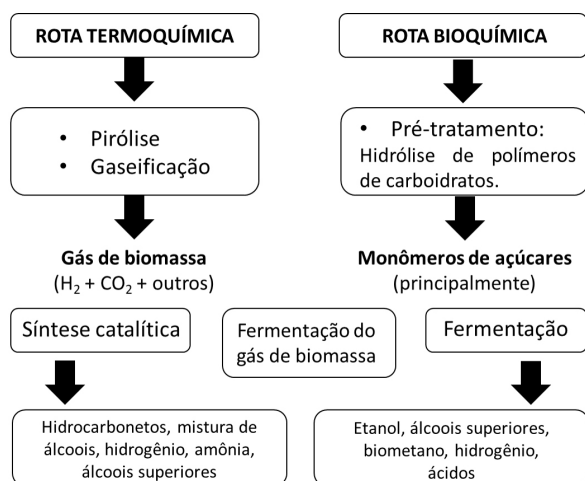 ROTA TERMOQUÍMICA
• Pirólise
• Gaseificação
Gás de biomassa
(H₂ + CO₂ + outros)
Síntese catalítica
Hidrocarbonetos, mistura de
álcoois, hidrogênio, amônia,
álcoois superiores
Fermentação do
gás de biomassa
ROTA BIOQUÍMICA
• Pré-tratamento:
Hidrólise de polímeros
de carboidratos.
Monômeros de açúcares
(principalmente)
Fermentação
Etanol, álcoois superiores,
biometano, hidrogênio,
ácidos